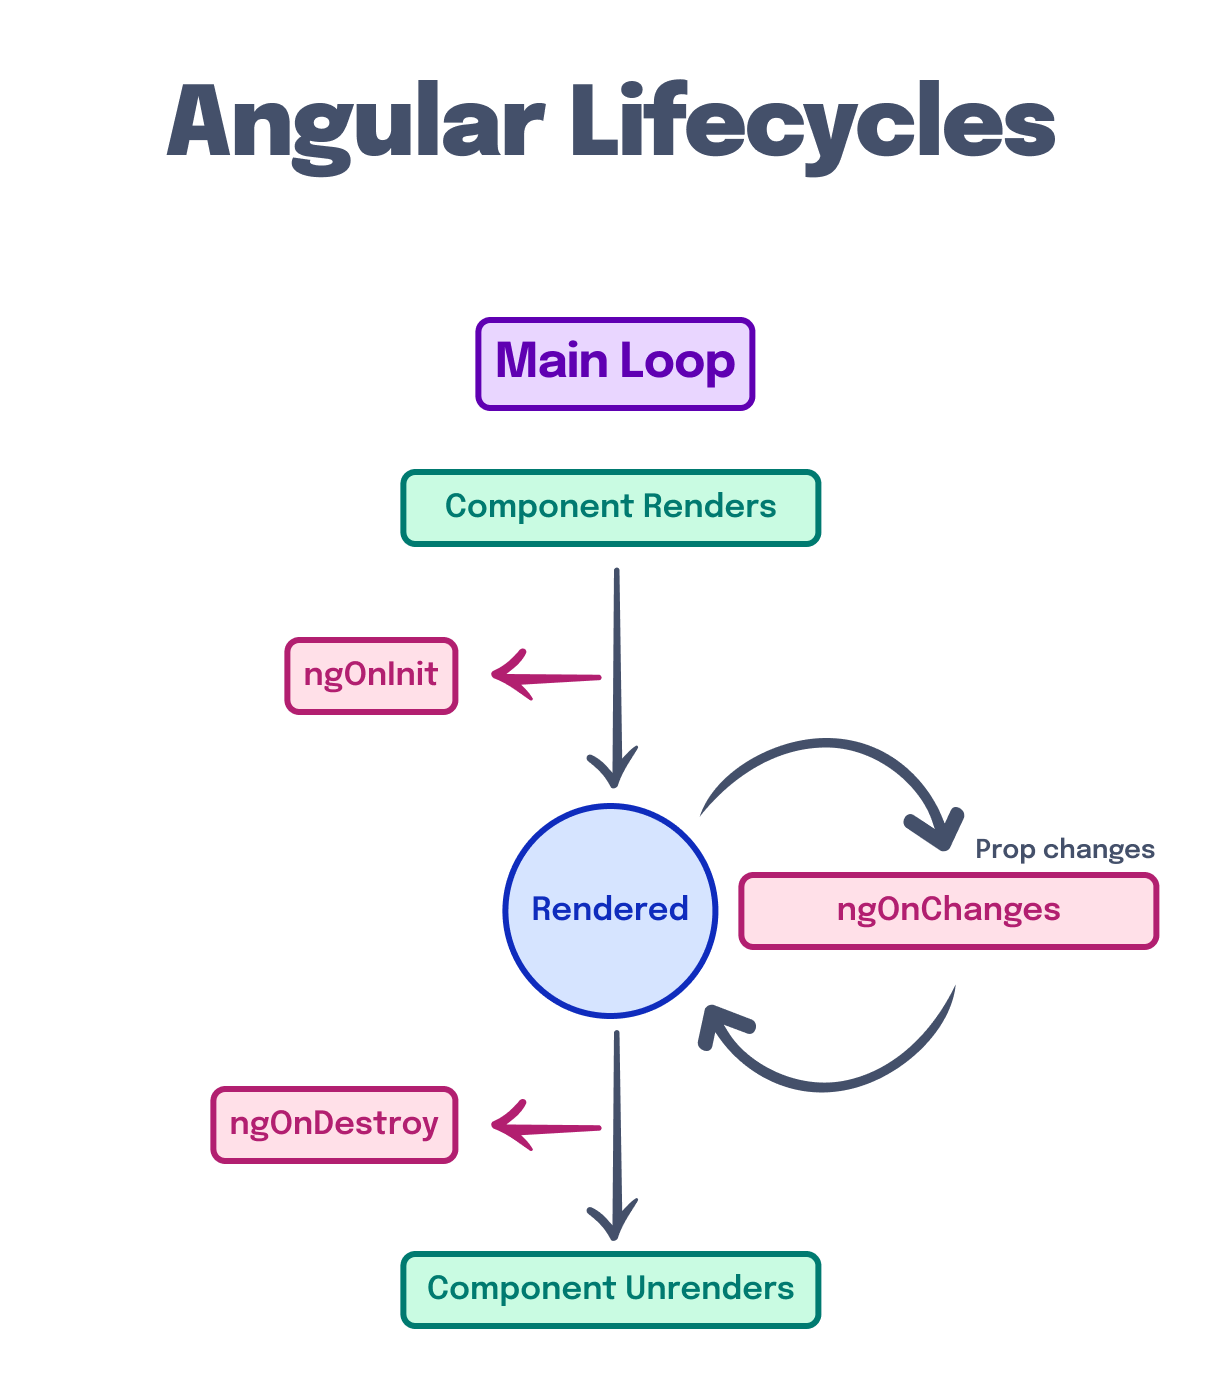 Angular Lifecycles
Main Loop
Component Renders
ngOnInit
Prop changes
Rendered
ngOnChanges
ngOnDestroy
Component Unrenders